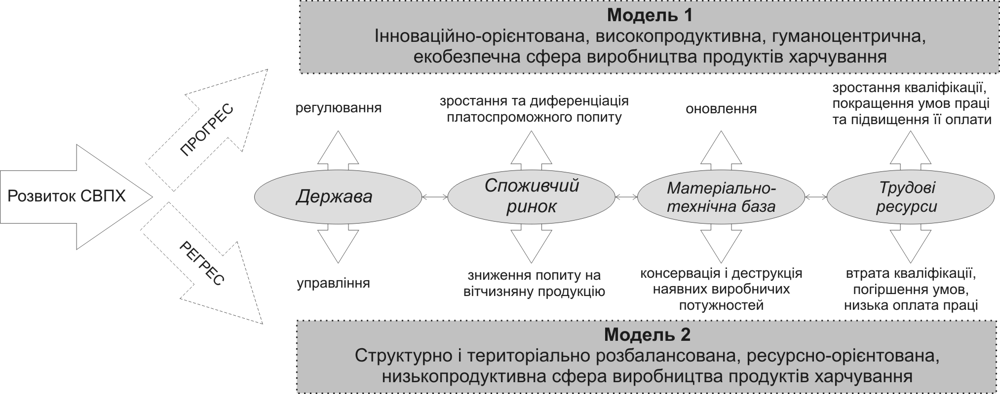 Модель 1
Інноваційно-орієнтована, високопродуктивна, гуманоцентрична,
екобезпечна сфера виробництва продуктів харчування
ПРОГРЕС
регулювання
зростання та диференціація
платоспроможного попиту
оновлення
зростання кваліфікації,
покращення умов праці
та підвищення її оплати
Розвиток СВПХ
Держава
Споживчий
ринок
Матеріально-
технічна база
Трудові
ресурси
РЕГРЕС
управління
зниження попиту на
вітчизняну продукцію
консервація і деструкція
наявних виробничих
потужностей
втрата кваліфікації,
погіршення умов,
низька оплата праці
Модель 2
Структурно і територіально розбалансована, ресурсно-орієнтована,
низькопродуктивна сфера виробництва продуктів харчування